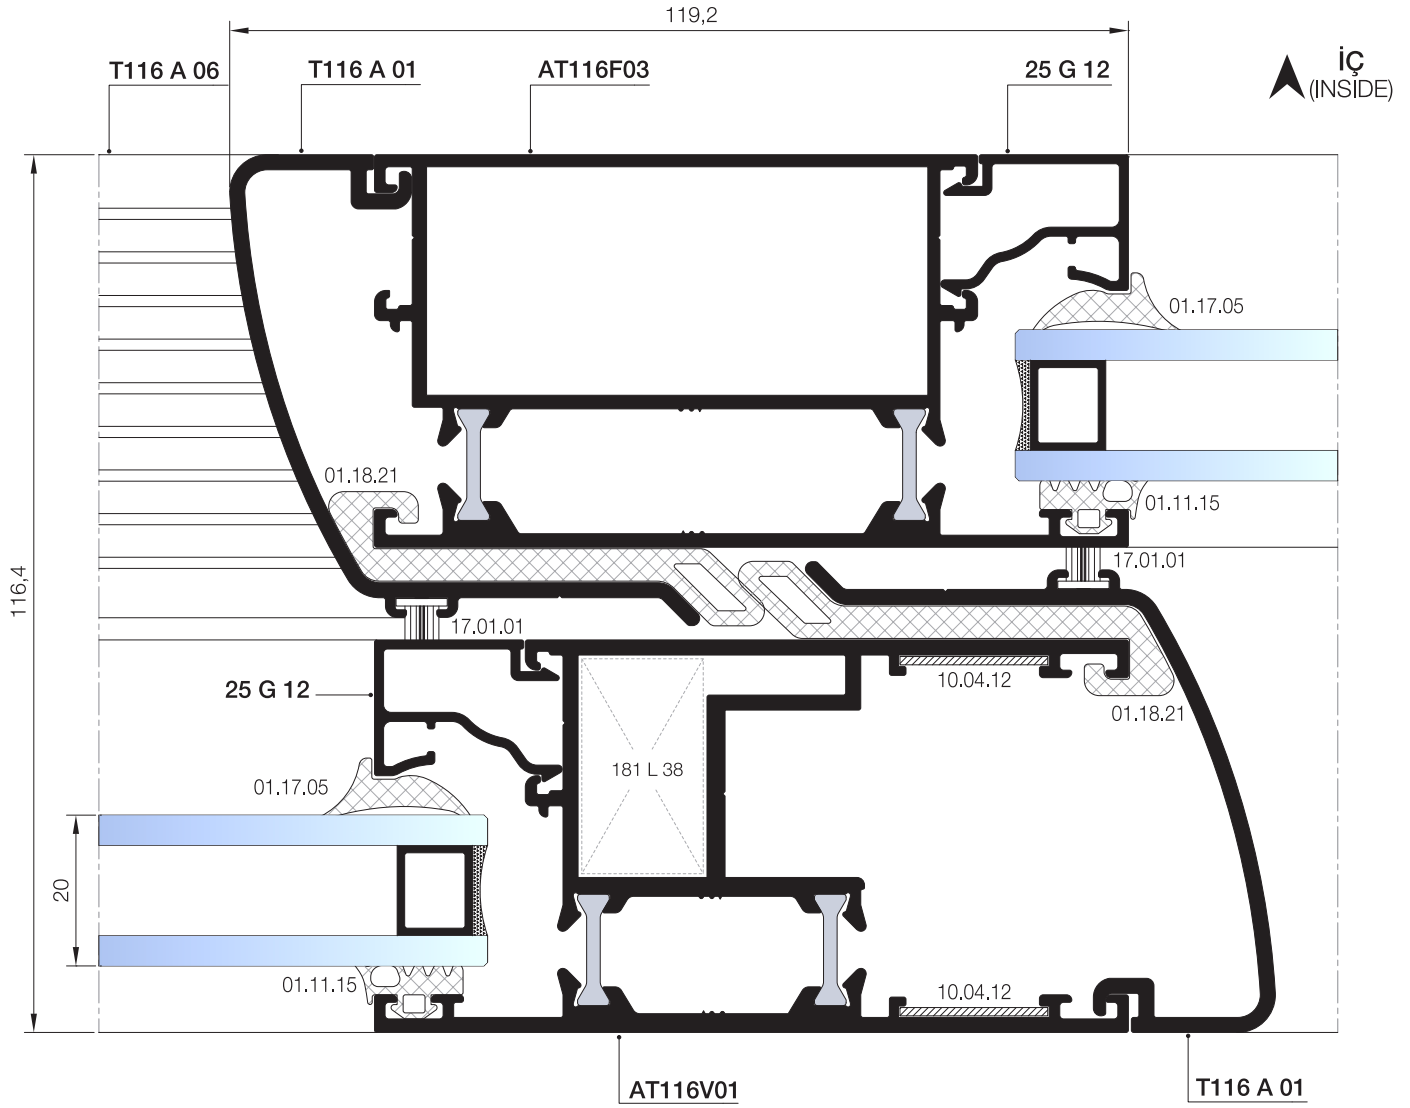 119,2
T116 A 06
T116 A 01
AT116F03
25 G 12
İÇ
(INSIDE)
01.17.05
01.18.21
01.11.15
17.01.01
116,4
17.01.01
25 G 12
10.04.12
01.18.21
181 L 38
01.17.05
20
01.11.15
10.04.12
AT116V01
T116 A 01